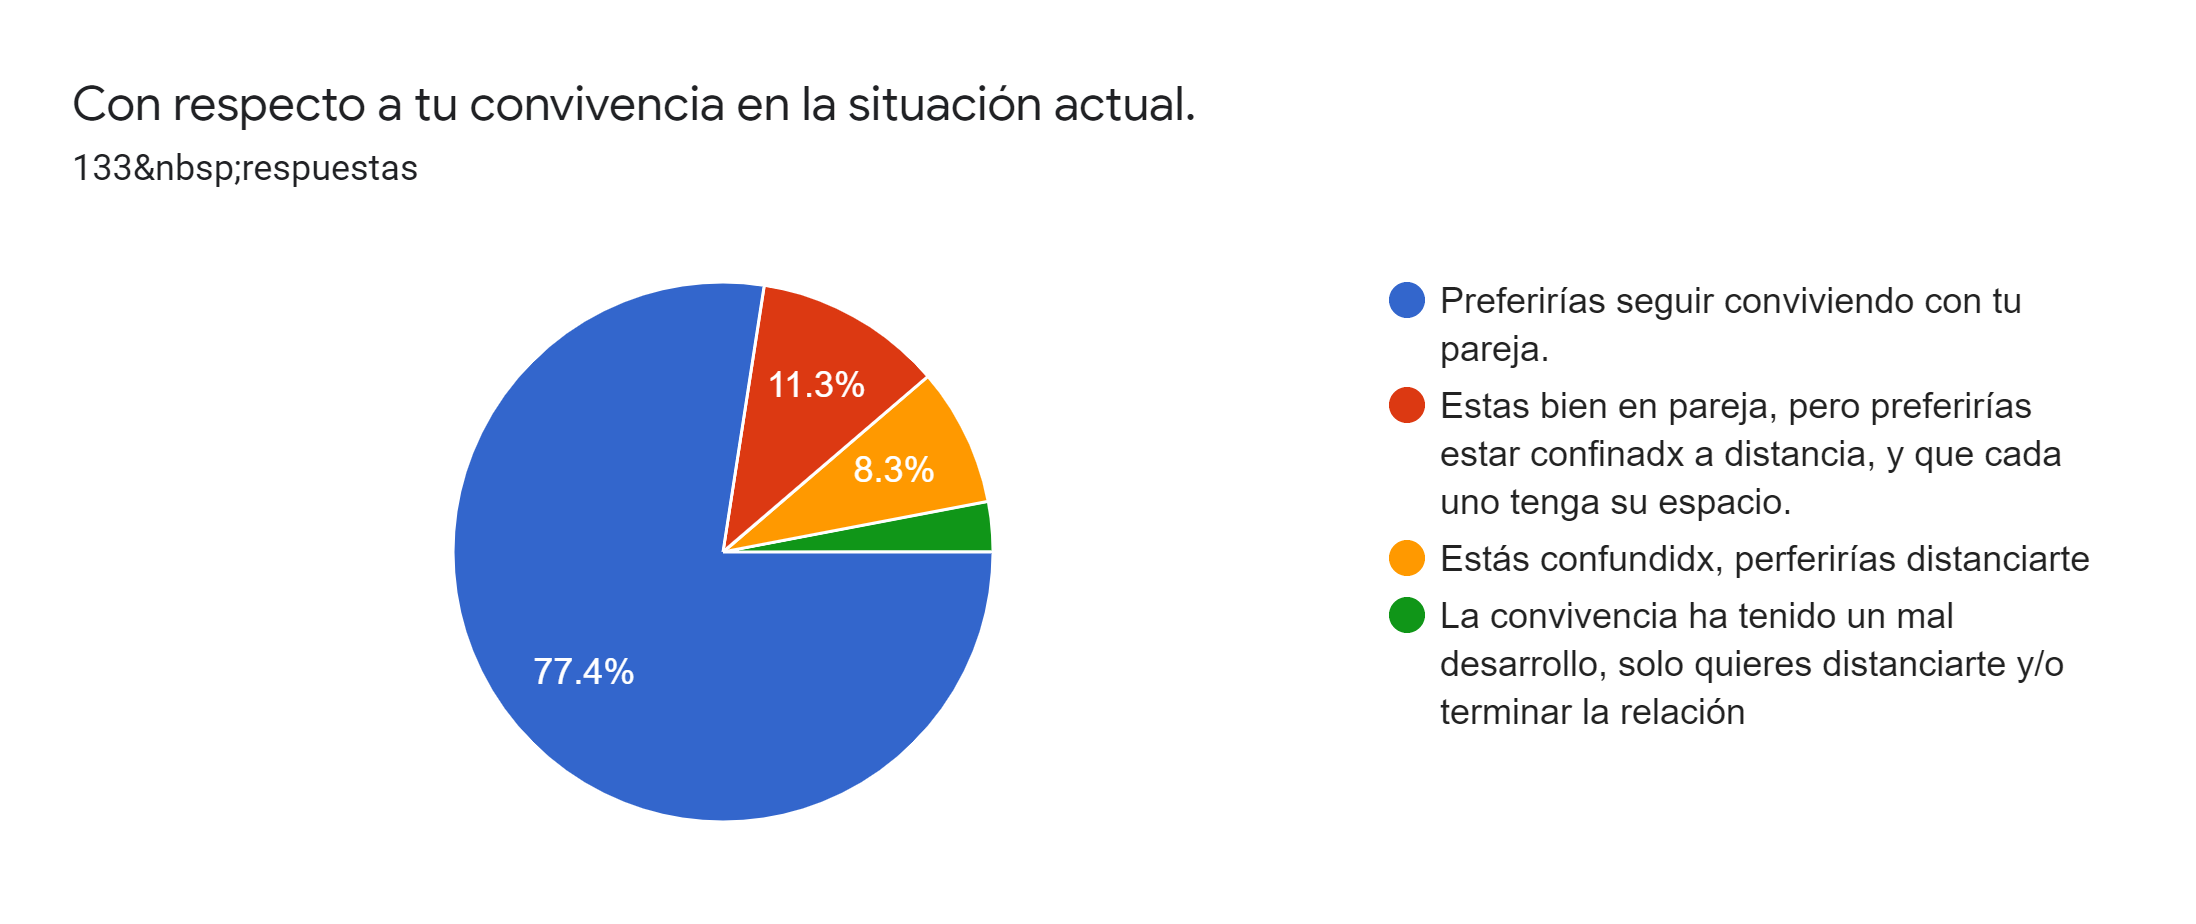 Con respecto a tu convivencia en la situación actual.
133&nbsp;respuestas
11.3%
8.3%
77.4%
Preferirías seguir conviviendo con tu
pareja.
Estas bien en pareja, pero preferirías
estar confinadx a distancia, y que cada
uno tenga su espacio.
Estás confundidx, perferirías distanciarte
La convivencia ha tenido un mal
desarrollo, solo quieres distanciarte y/o
terminar la relación